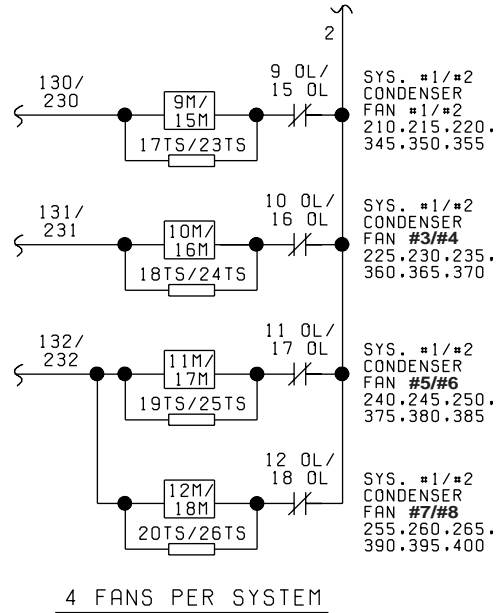 2
130/
230
9M/
15M
17TS/23TS
9 OL/
15 OL
SYS. #1/#2
CONDENSER
FAN #1/#2
210.215.220.
345.350.355
131/
231
10M/
16M
18TS/24TS
10 OL/
16 OL
SYS. #1/#2
CONDENSER
FAN #3/#4
225.230.235.
360.365.370
132/
232
11M/
17M
19TS/25TS
11 OL/
17 OL
SYS. #1/#2
CONDENSER
FAN #5/#6
240.245.250.
375.380.385
12M/
18M
20TS/26TS
12 OL/
18 OL
SYS. #1/#2
CONDENSER
FAN #7/#8
255.260.265.
390.395.400
4 FANS PER SYSTEM